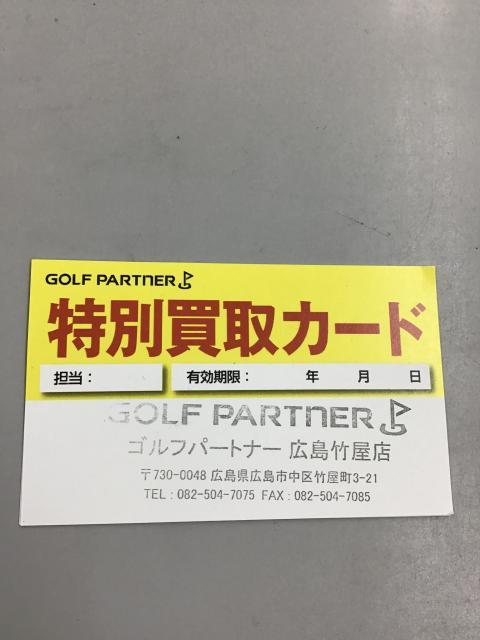 GOLF PARTNER
特別買取カード
担当： 有効期限： 年 月 日
GOLF PARTNER
ゴルフパートナー 広島竹屋店
〒730-0048 広島県広島市中区竹屋町3-21
TEL : 082-504-7075 FAX : 082-504-7085